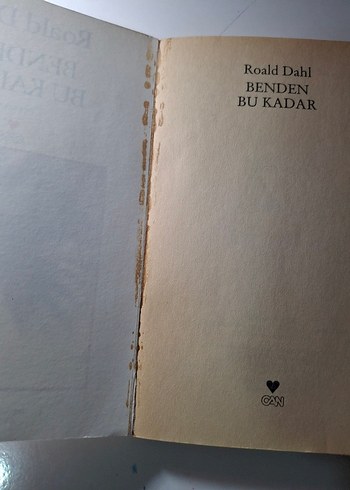 Roald Dahl
BENDEN
BU KADAR
CAN